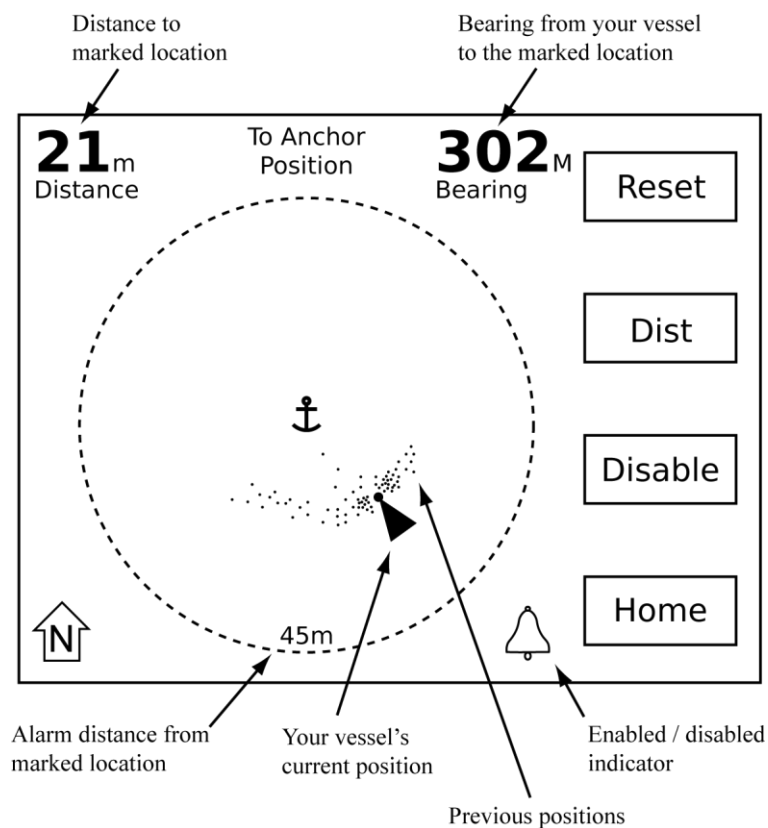 Distance to
marked location
Bearing from your vessel
to the marked location
21m
Distance
To Anchor
Position
302M
Bearing
Reset
Dist
Disable
Home
45m
N
Alarm distance from
marked location
Your vessel's
current position
Enabled / disabled
indicator
Previous positions